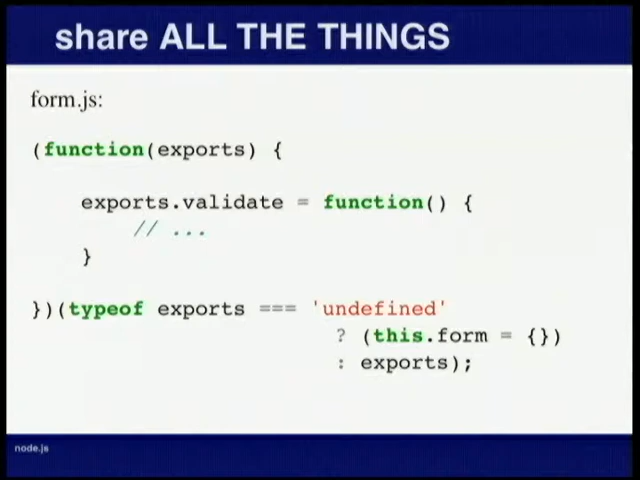 share ALL THE THINGS
form.js:
(function(exports) {
exports.validate = function() {
// ...
}
})(typeof exports === 'undefined'
? (this.form = {})
: exports);
node.js